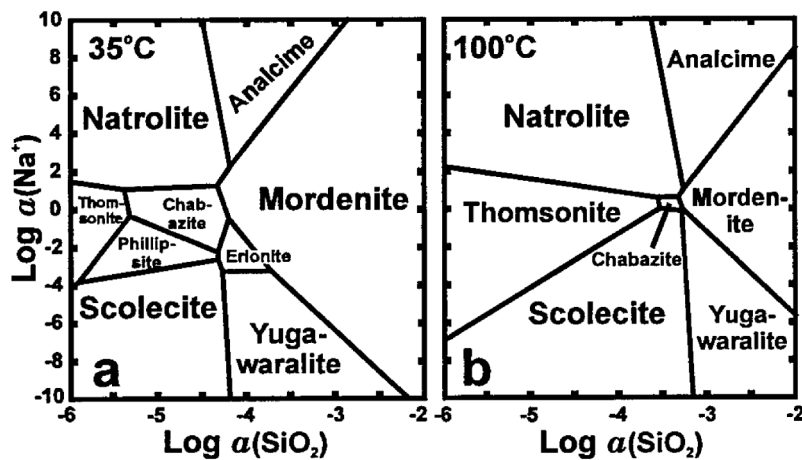 35°C
Analcime
Natrolite
Thom-
sonite
Chab-
azite
Mordenite
Phillip-
site
Erionite
Scolecite
Yuga-
waralite
a
10
8
6
4
2
0
-2
-4
-6
-8
-10
Log a(Na+)
-6
-5
-4
-3
-2
Log a(SiO2)
100°C
Analcime
Natrolite
Thomsonite
Morden-
ite
Chabazite
Scolecite
Yuga-
waralite
b
-6
-5
-4
-3
-2
Log a(SiO2)